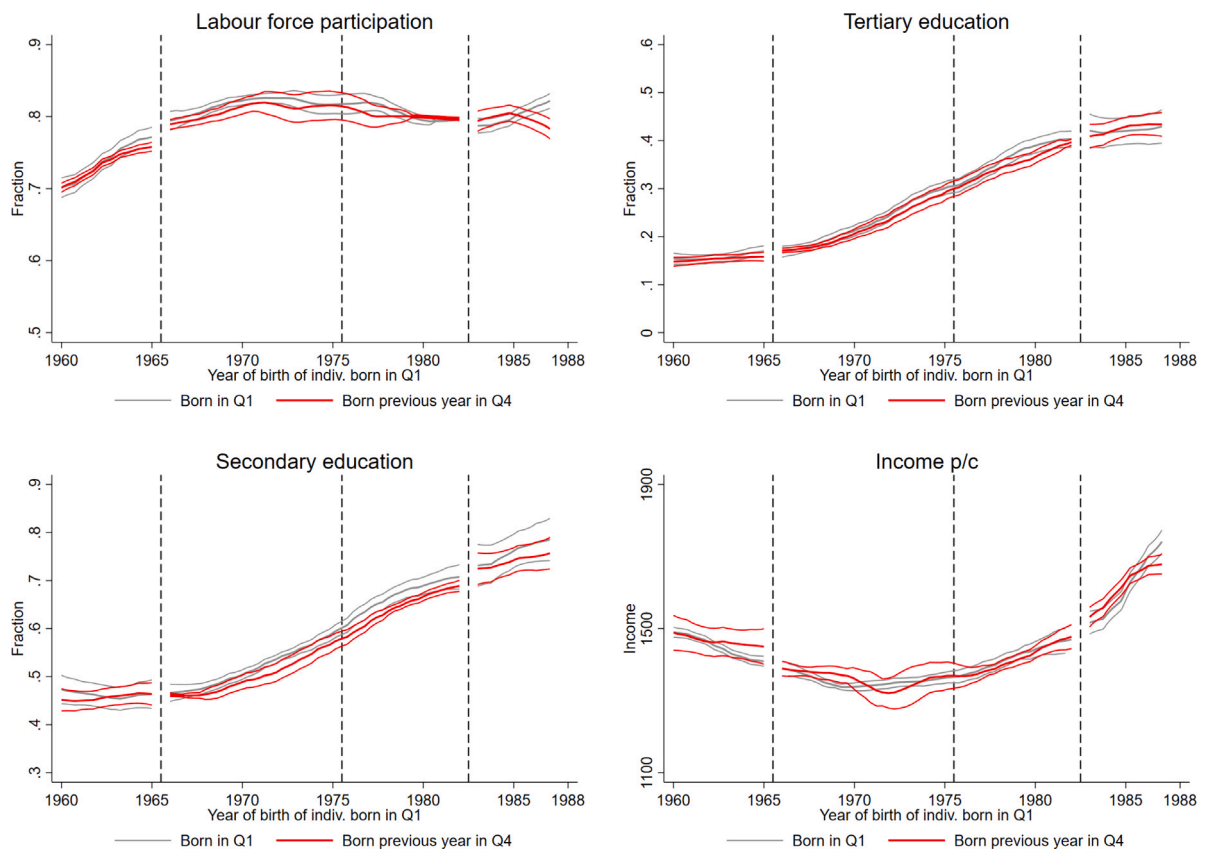 Labour force participation
.9
.8
.7
.6
.5
Fraction
1960 1965 1970 1975 1980 1985 1988
Year of birth of indiv. born in Q1
Born in Q1 Born previous year in Q4
Tertiary education
.6
.5
.4
.3
.2
.1
0
Fraction
1960 1965 1970 1975 1980 1985 1988
Year of birth of indiv. born in Q1
Born in Q1 Born previous year in Q4
Secondary education
.9
.8
.7
.6
.5
.4
.3
Fraction
1960 1965 1970 1975 1980 1985 1988
Year of birth of indiv. born in Q1
Born in Q1 Born previous year in Q4
Income p/c
1900
1500
1100
Income
1960 1965 1970 1975 1980 1985 1988
Year of birth of indiv. born in Q1
Born in Q1 Born previous year in Q4